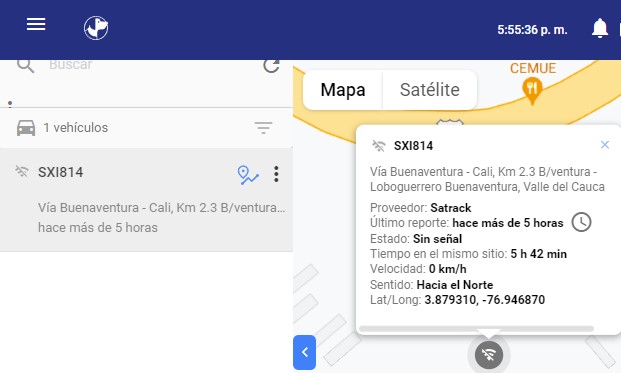 5:55:36 p. m.
Buscar
1 vehículos
SXI814
Vía Buenaventura - Cali, Km 2.3 B/ventura...
hace más de 5 horas
CEMUE
Mapa
Satélite
SXI814
Vía Buenaventura - Cali, Km 2.3 B/ventura -
Loboguerrero Buenaventura, Valle del Cauca
Proveedor: Satrack
Último reporte: hace más de 5 horas
Estado: Sin señal
Tiempo en el mismo sitio: 5 h 42 min
Velocidad: 0 km/h
Sentido: Hacia el Norte
Lat/Long: 3.879310, -76.946870